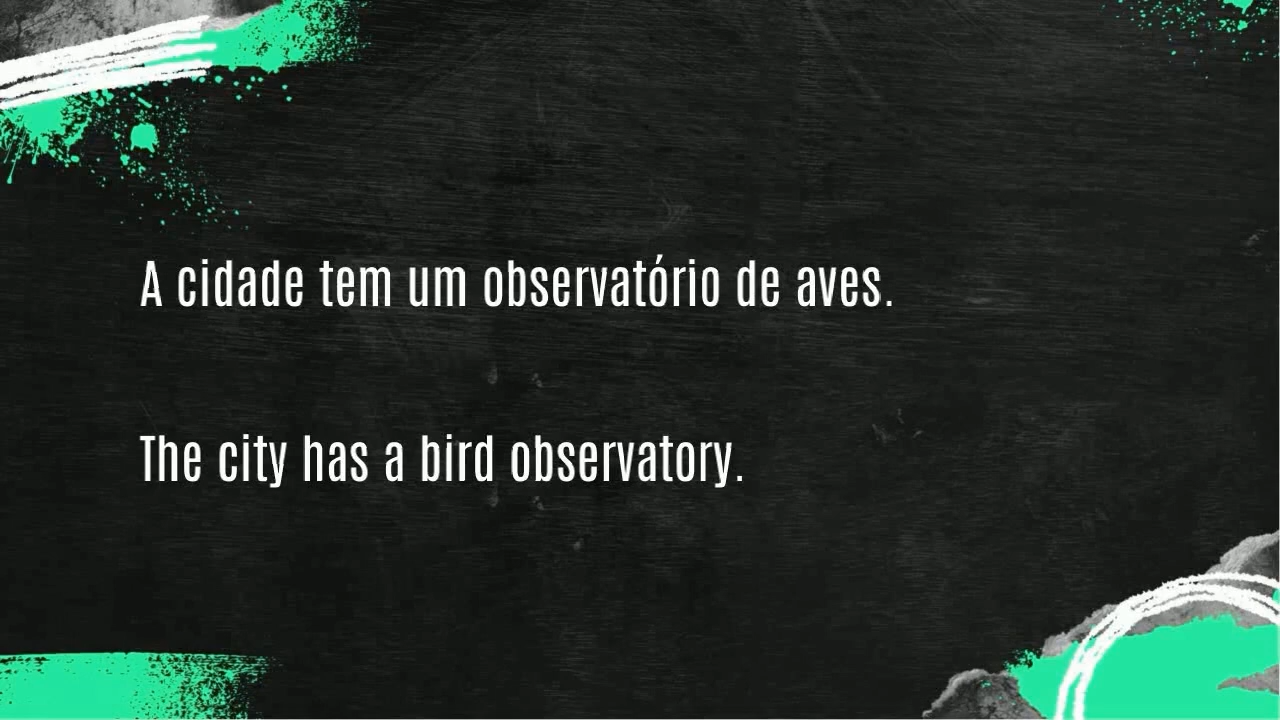 A cidade tem um observatório de aves.
The city has a bird observatory.